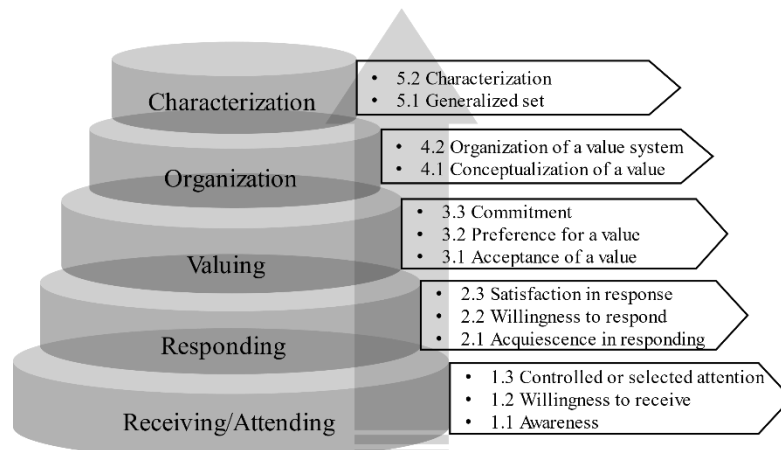 Characterization
• 5.2 Characterization
• 5.1 Generalized set
Organization
• 4.2 Organization of a value system
• 4.1 Conceptualization of a value
Valuing
• 3.3 Commitment
• 3.2 Preference for a value
• 3.1 Acceptance of a value
Responding
• 2.3 Satisfaction in response
• 2.2 Willingness to respond
• 2.1 Acquiescence in responding
Receiving/Attending
• 1.3 Controlled or selected attention
• 1.2 Willingness to receive
• 1.1 Awareness